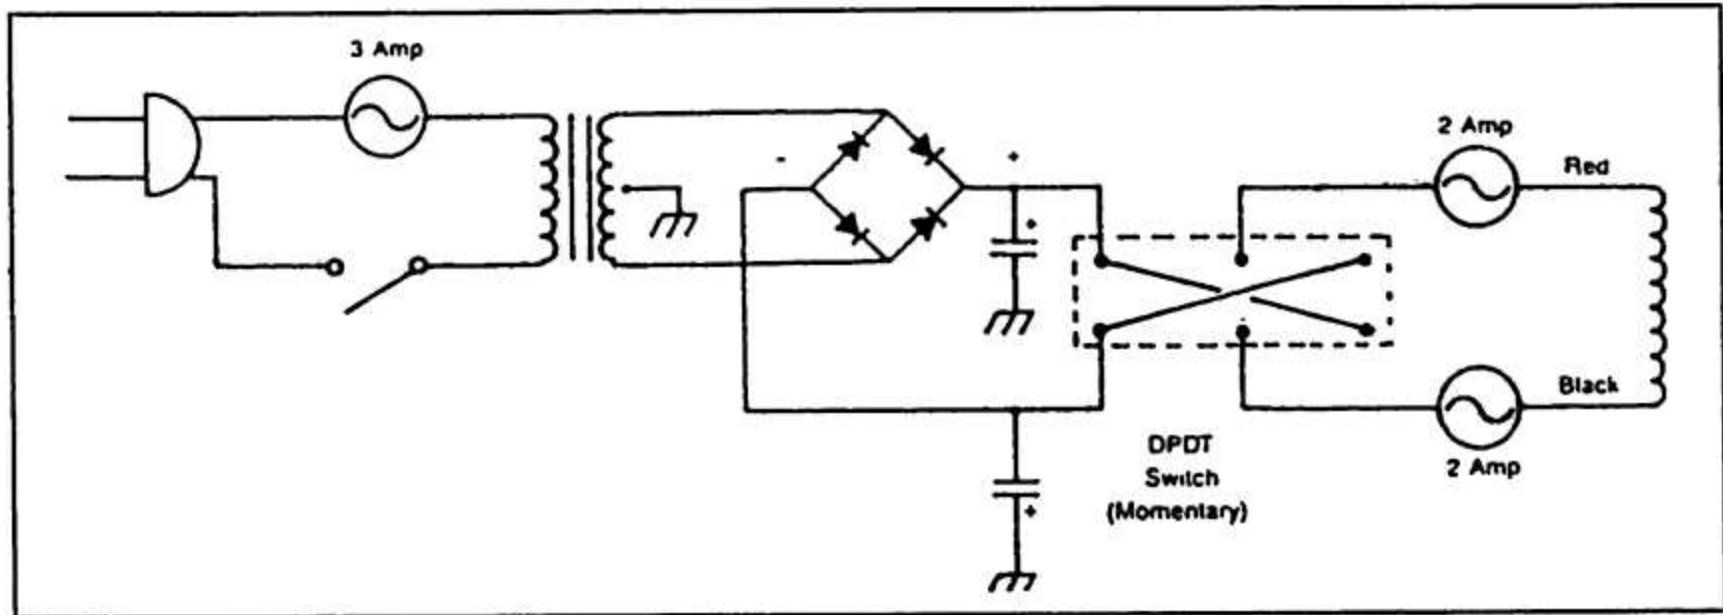 3 Amp
-
+
+
2 Amp
Red
Black
2 Amp
DPDT
Switch
(Momentary)
+